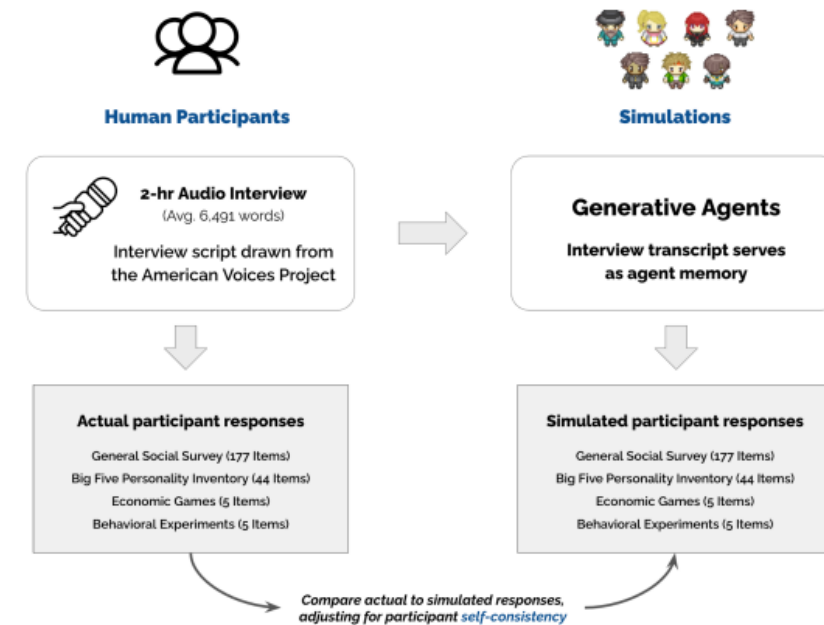 Human Participants
Simulations
2-hr Audio Interview
(Avg. 6,491 words)
Interview script drawn from
the American Voices Project
Generative Agents
Interview transcript serves
as agent memory
Actual participant responses
General Social Survey (177 Items)
Big Five Personality Inventory (44 Items)
Economic Games (5 Items)
Behavioral Experiments (5 Items)
Simulated participant responses
General Social Survey (177 Items)
Big Five Personality Inventory (44 Items)
Economic Games (5 Items)
Behavioral Experiments (5 Items)
Compare actual to simulated responses,
adjusting for participant self-consistency